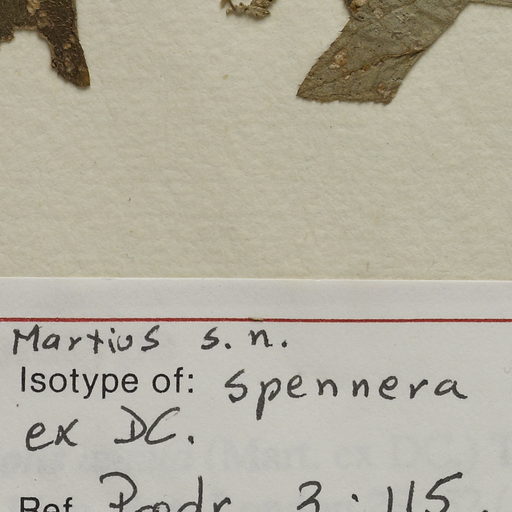 Martius s.n.
Isotype of: Spennera
ex DC.
Ref. Prodr. 3: 115.